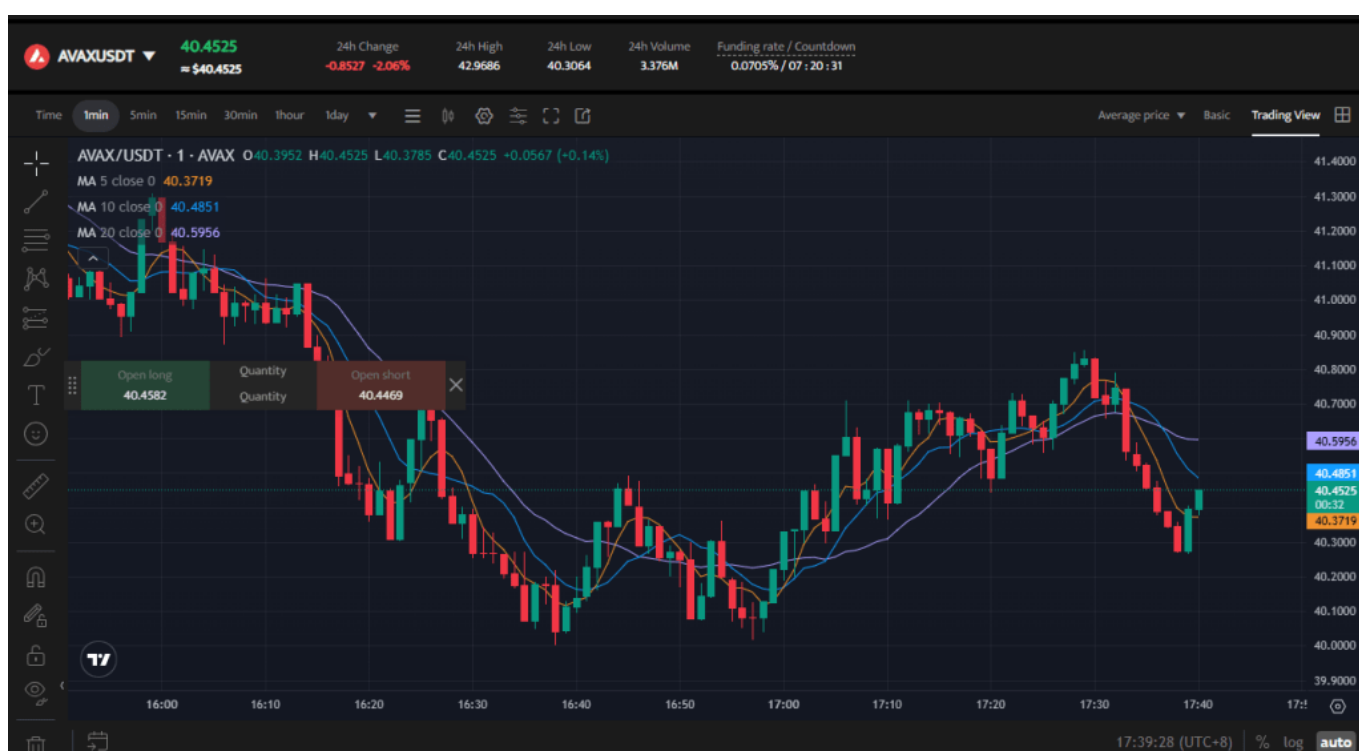 AVAXUSDT
40.4525
≈ $40.4525
24h Change
-0.8527 -2.06%
24h High
42.9686
24h Low
40.3064
24h Volume
3.376M
Funding rate / Countdown
0.0705% / 07 : 20 : 31
Time 1min 5min 15min 30min 1hour 1day
Average price Basic Trading View
AVAX/USDT · 1 · AVAX O40.3952 H40.4525 L40.3785 C40.4525 +0.0567 (+0.14%)
MA 5 close 0 40.3719
MA 10 close 0 40.4851
MA 20 close 0 40.5956
Open long
40.4582
Quantity
Quantity
Open short
40.4469
41.4000
41.3000
41.2000
41.1000
41.0000
40.9000
40.8000
40.7000
40.5956
40.4851
40.4525
00:32
40.3719
40.3000
40.2000
40.1000
40.0000
39.9000
16:00 16:10 16:20 16:30 16:40 16:50 17:00 17:10 17:20 17:30 17:40
17:39:28 (UTC+8) % log auto